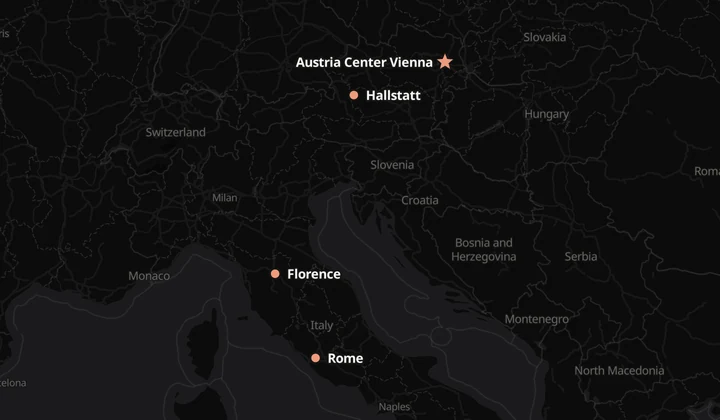 Slovakia
Austria Center Vienna
Hallstatt
Hungary
Switzerland
Slovenia
Milan
Croatia
Bosnia and
Herzegovina
Serbia
Florence
Monaco
Montenegro
Italy
Rome
North Macedonia
Naples